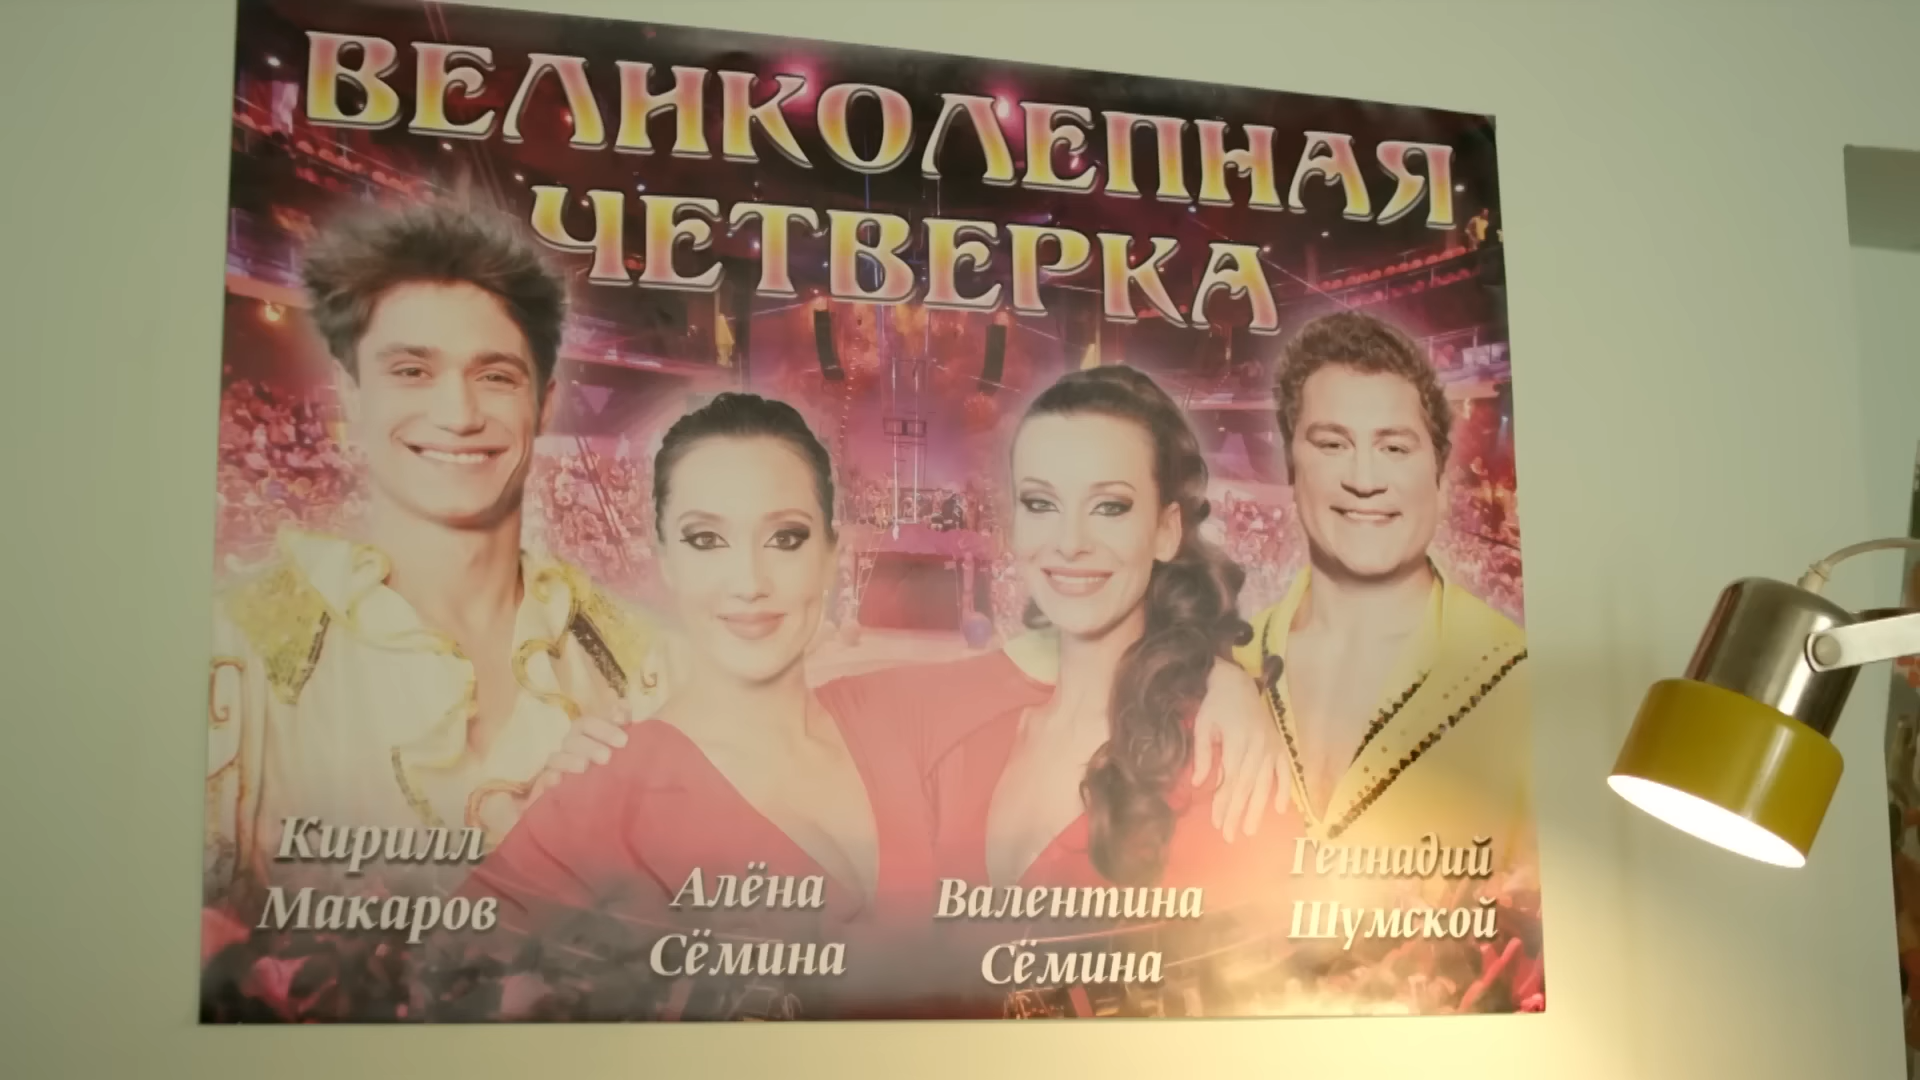 ВЕЛИКОЛЕПНАЯ
ЧЕТВЕРКА
Кирилл
Макаров
Алёна
Сёмина
Валентина
Сёмина
Геннадий
Шумской